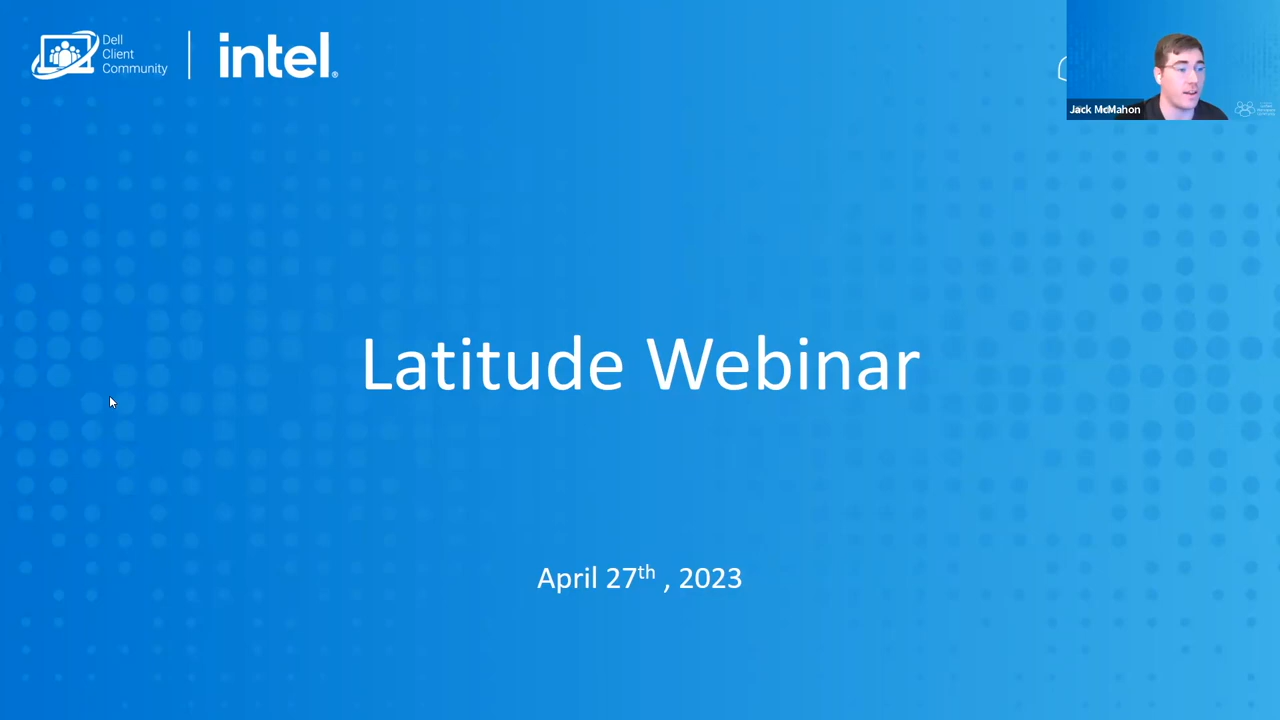 Dell
Client
Community
intel®
Jack McMahon
Latitude Webinar
April 27th , 2023